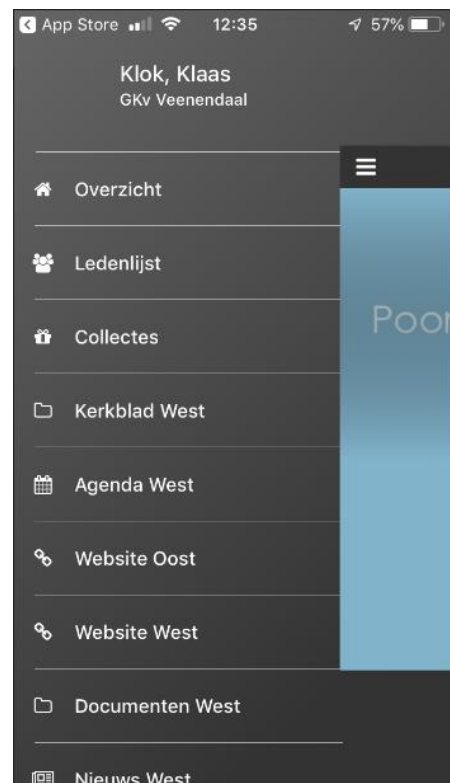 App Store 12:35 57%
Klok, Klaas
GKv Veenendaal
Overzicht
Ledenlijst
Collectes
Kerkblad West
Agenda West
Website Oost
Website West
Documenten West
Nieuws West
Poor